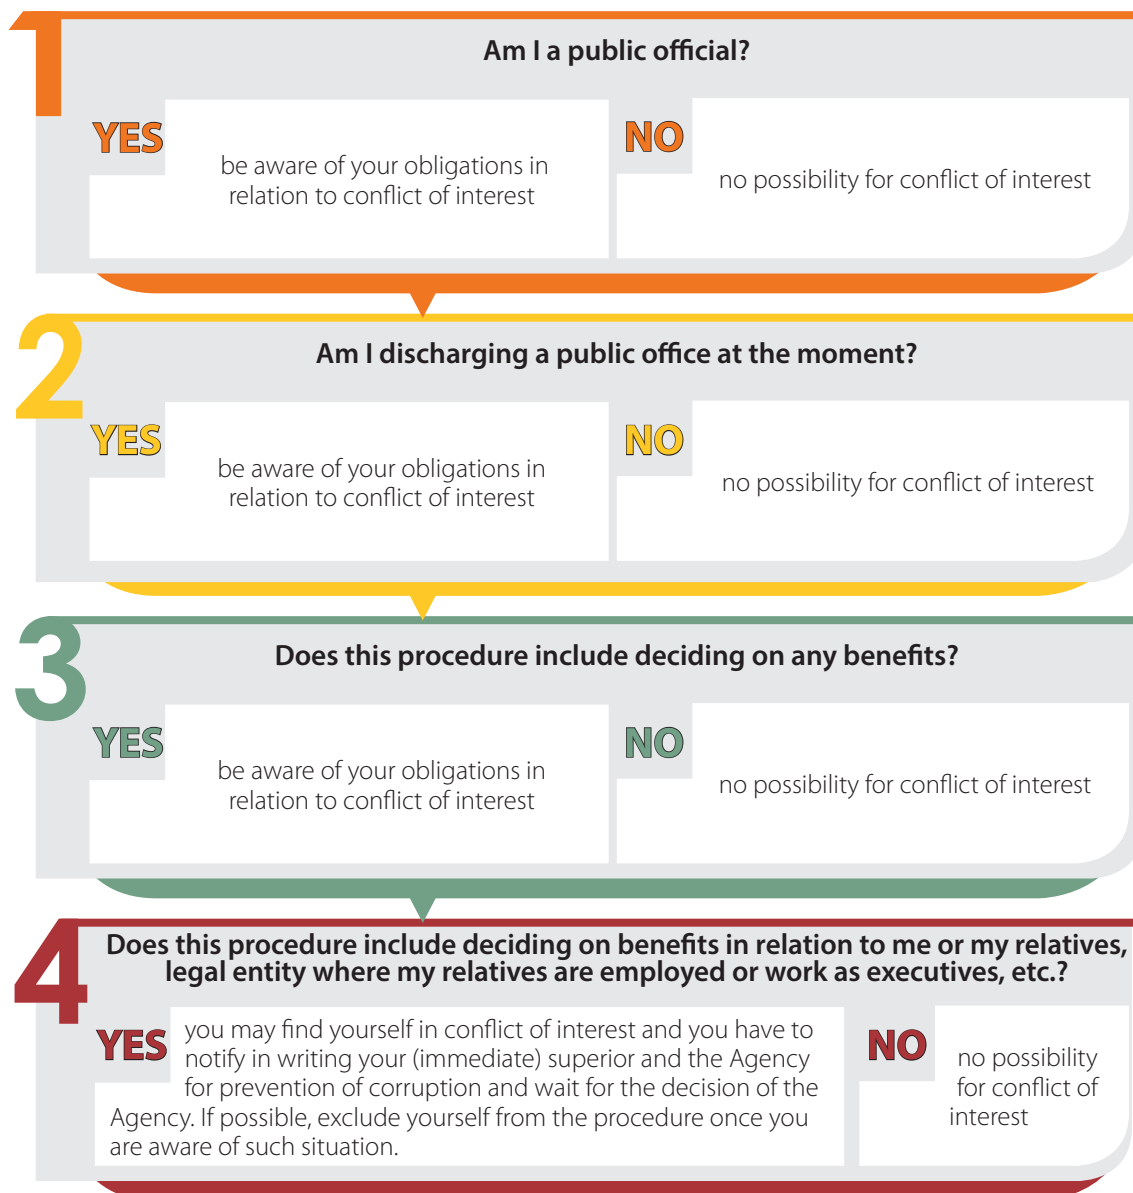 1
Am I a public official?
YES
be aware of your obligations in
relation to conflict of interest
NO
no possibility for conflict of interest
2
Am I discharging a public office at the moment?
YES
be aware of your obligations in
relation to conflict of interest
NO
no possibility for conflict of interest
3
Does this procedure include deciding on any benefits?
YES
be aware of your obligations in
relation to conflict of interest
NO
no possibility for conflict of interest
4
Does this procedure include deciding on benefits in relation to me or my relatives,
legal entity where my relatives are employed or work as executives, etc.?
YES
you may find yourself in conflict of interest and you have to
notify in writing your (immediate) superior and the Agency
for prevention of corruption and wait for the decision of the
Agency. If possible, exclude yourself from the procedure once you
are aware of such situation.
NO
no possibility
for conflict of
interest